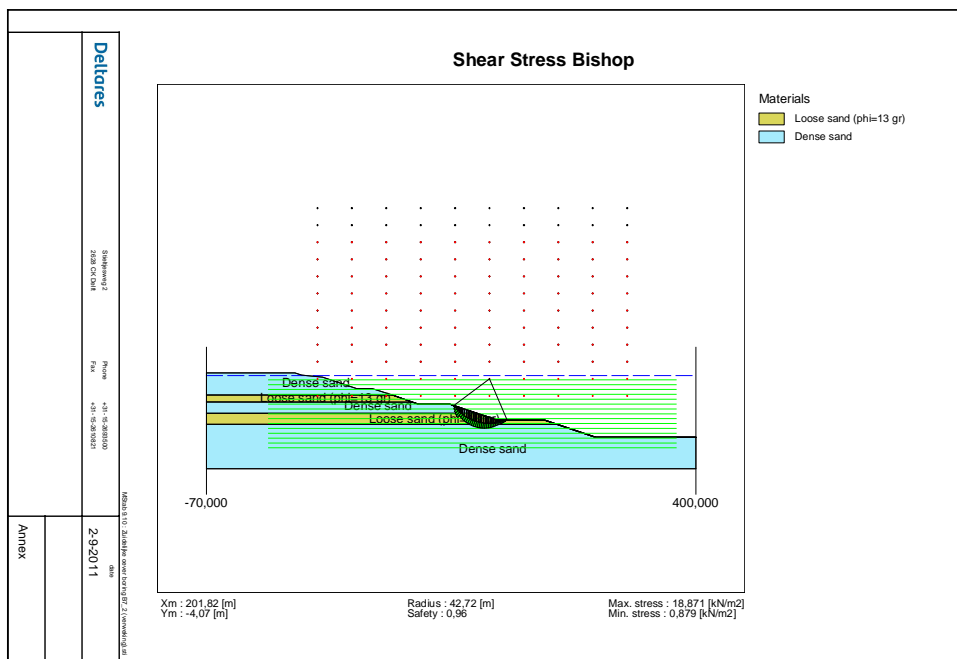 Shear Stress Bishop
Deltares
Stieltjesweg 2
2628 CK Delft
Phone
Fax
+31-15-2693500
+31-15-2610821
date
2-9-2011
Annex
Materials
Loose sand (phi=13 gr)
Dense sand
Dense sand
Loose sand (phi=13 gr)
Dense sand
Loose sand (phi
Dense sand
-70,000
400,000
Xm : 201,82 [m]
Radius : 42,72 [m]
Max. stress : 18,871 [kN/m2]
Ym : -4,07 [m]
Safety : 0,96
Min. stress : 0,879 [kN/m2]